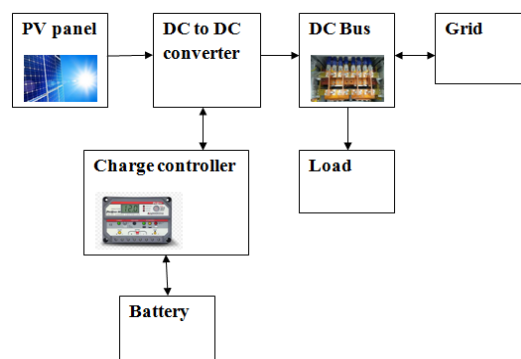 PV panel
DC to DC
converter
DC Bus
Grid
Charge controller
Load
Battery